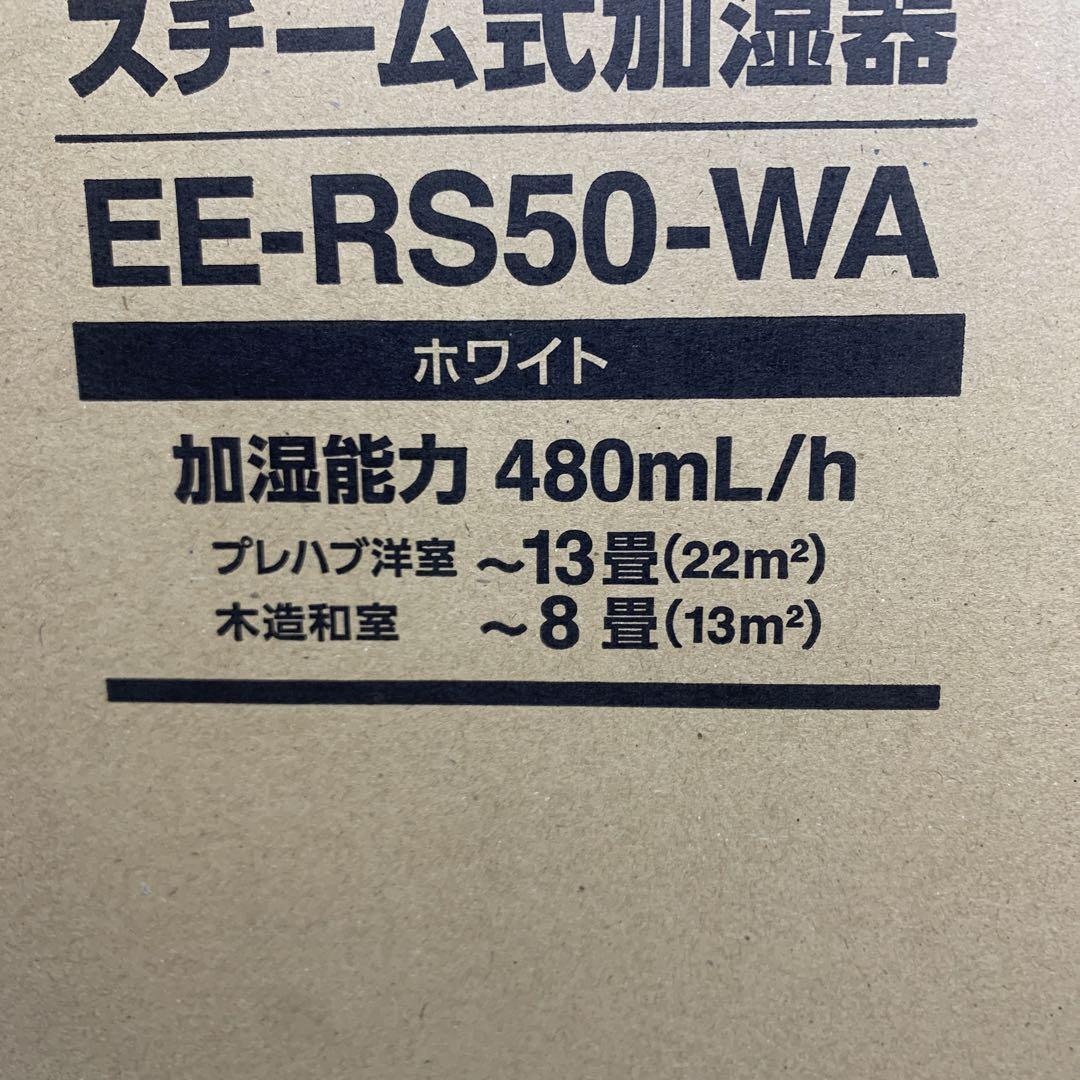 スチーム式加湿器
EE-RS50-WA
ホワイト
加湿能力 480mL/h
プレハブ洋室 ～13畳(22m²)
木造和室 ～8畳(13m²)